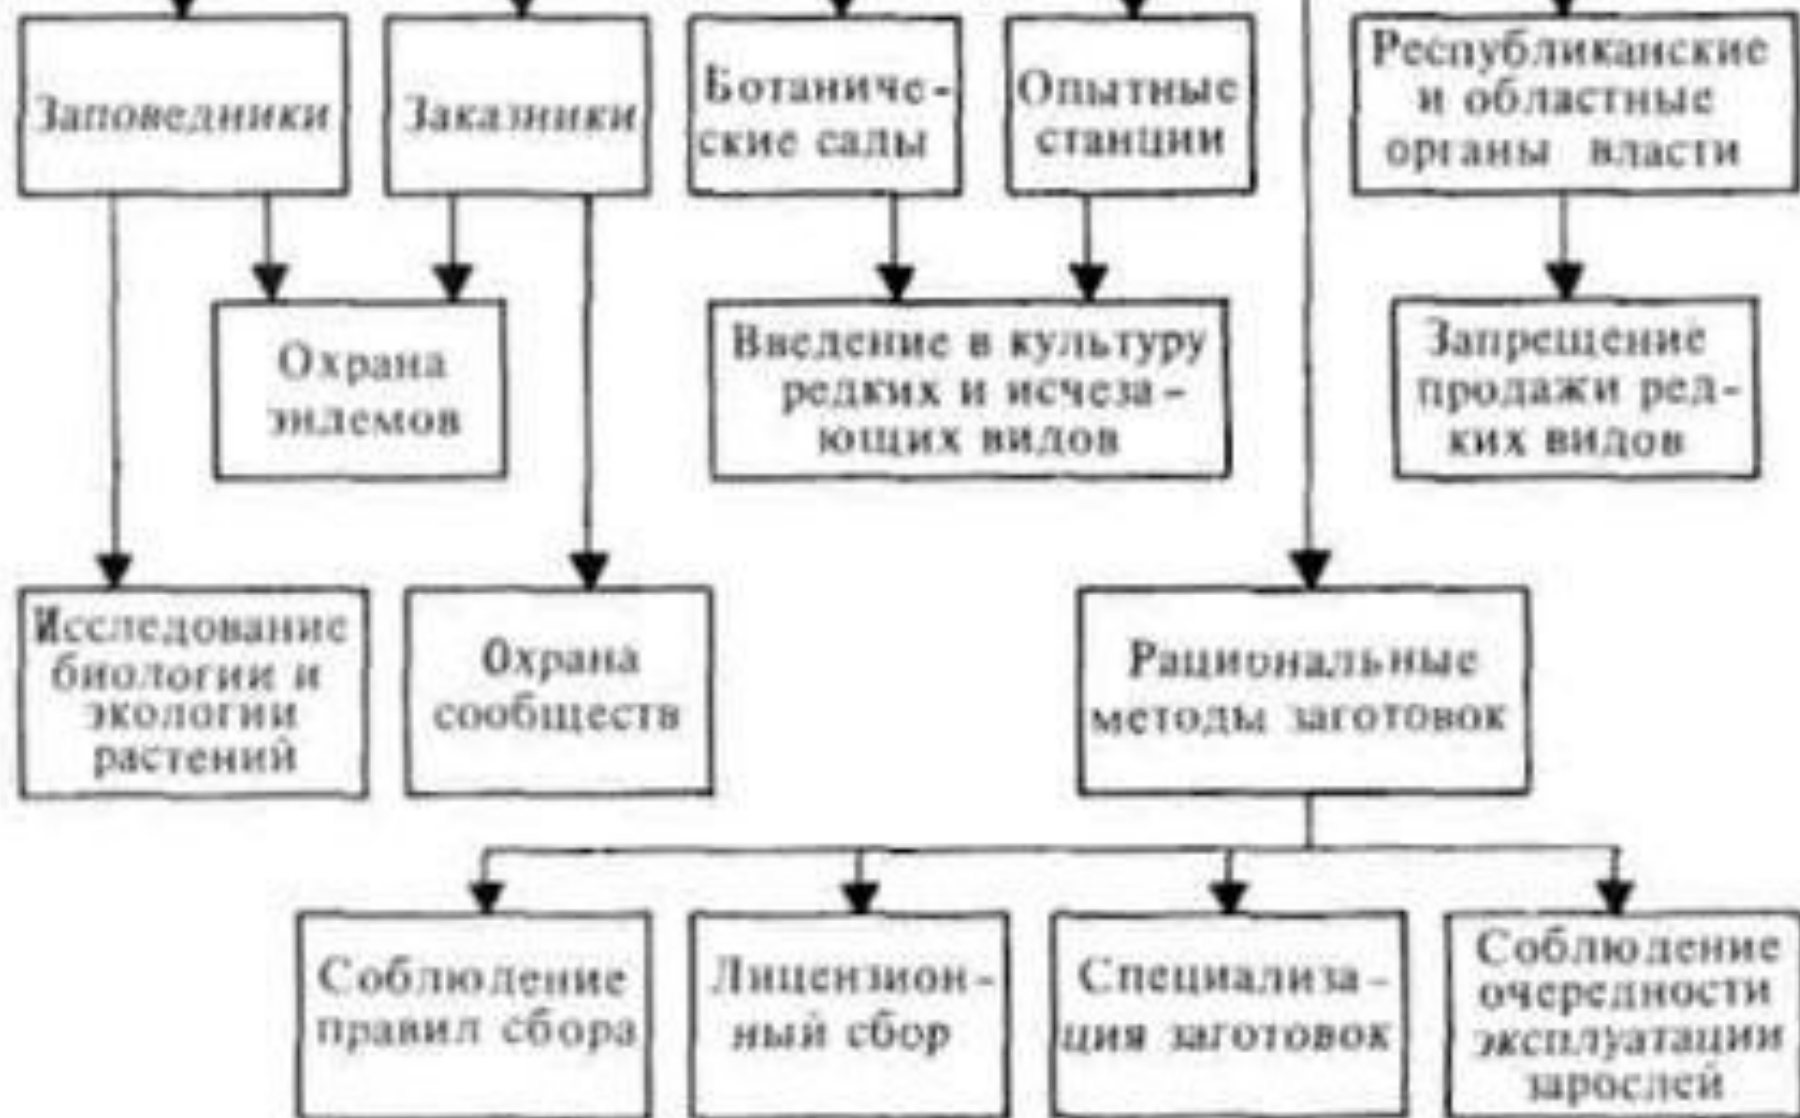 Заповедники
Заказники
Ботаниче-
ские сады
Опытные
станции
Республиканские
и областные
органы власти
Охрана
эндемов
Введение в культуру
редких и исчеза-
ющих видов
Запрещение
продажи ред-
ких видов
Исследование
биологии и
экологии
растений
Охрана
сообществ
Рациональные
методы заготовок
Соблюдение
правил сбора
Лицензион-
ный сбор
Специализа-
ция заготовок
Соблюдение
очередности
эксплуатации
зарослей